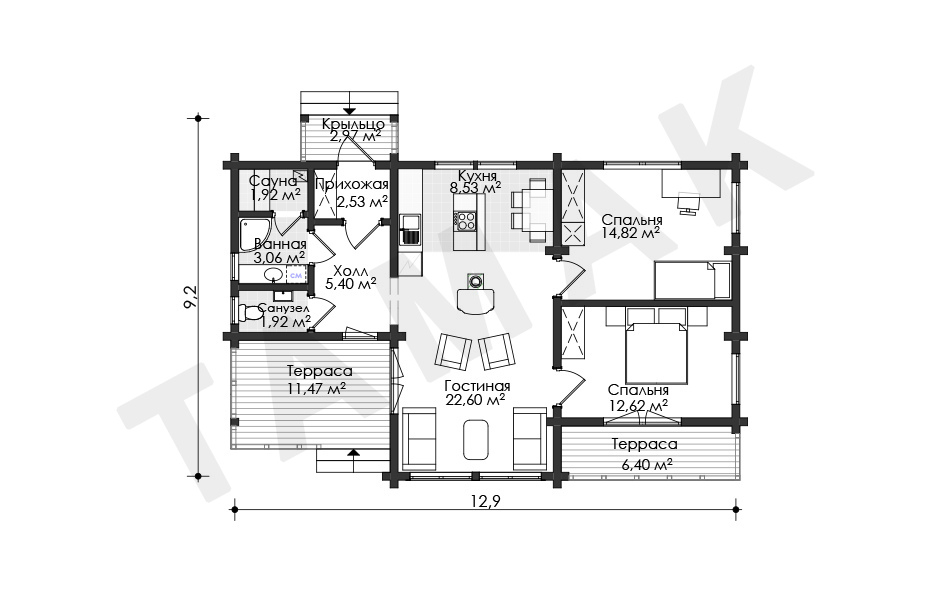 Крыльцо
2,97 м²
Сауна
1,92 м²
Прихожая
2,53 м²
Кухня
8,53 м²
Спальня
14,82 м²
Ванная
3,06 м²
см
Холл
5,40 м²
Санузел
1,92 м²
9,2
Терраса
11,47 м²
Гостиная
22,60 м²
Спальня
12,62 м²
Терраса
6,40 м²
12,9
ТАМАК